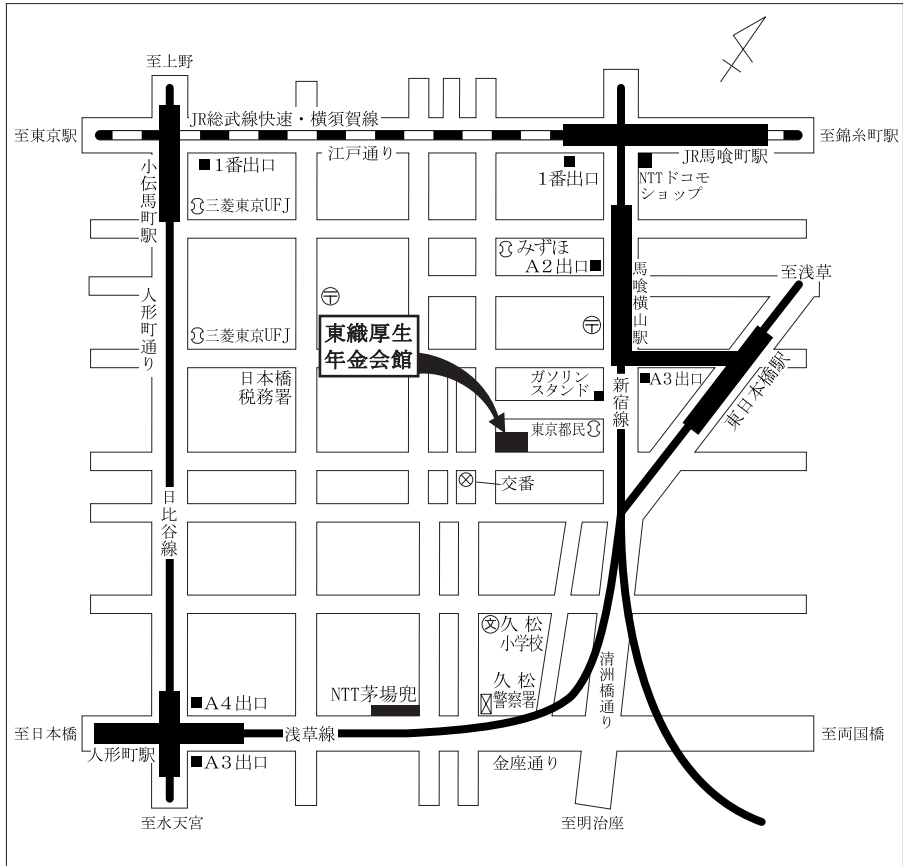 至上野
JR総武線快速・横須賀線
至東京駅
至錦糸町駅
江戸通り
JR馬喰町駅
小伝馬町駅
1番出口
1番出口
NTTドコモ
ショップ
三菱東京UFJ
みずほ
A2出口
馬喰横山駅
至浅草
人形町通り
〒
〒
東織厚生
年金会館
三菱東京UFJ
日本橋
税務署
ガソリン
スタンド
新宿線
A3出口
東日本橋駅
東京都民
交番
日比谷線
文
久松
小学校
清洲橋通り
久松
警察署
NTT茅場兜
A4出口
至日本橋
浅草線
至両国橋
人形町駅
A3出口
金座通り
至水天宮
至明治座